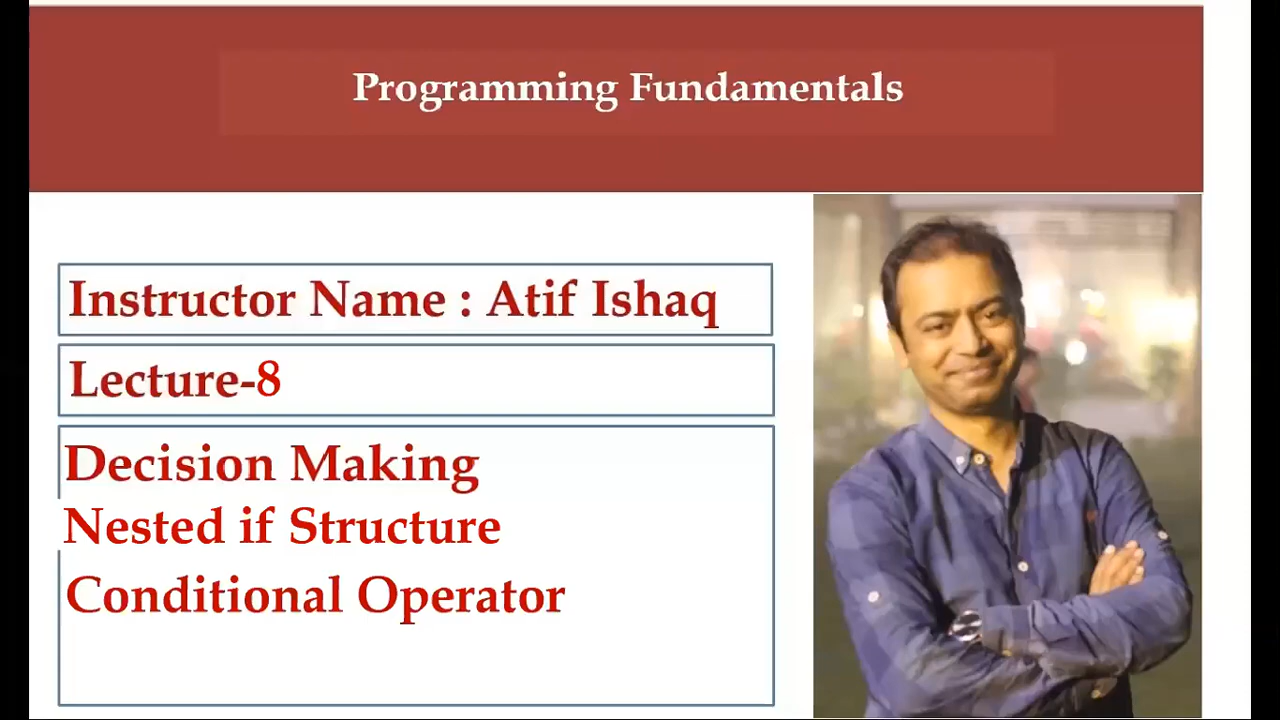 Programming Fundamentals
Instructor Name : Atif Ishaq
Lecture-8
Decision Making
Nested if Structure
Conditional Operator